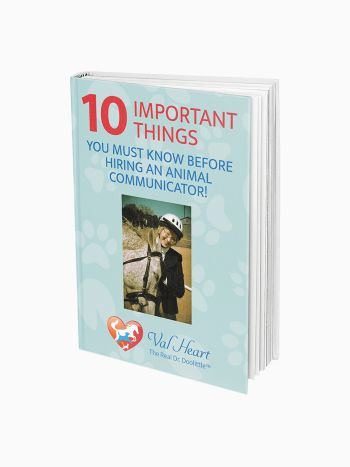 10 IMPORTANT
THINGS
YOU MUST KNOW BEFORE
HIRING AN ANIMAL
COMMUNICATOR!
Val Heart
The Real Dr. Doolittle™